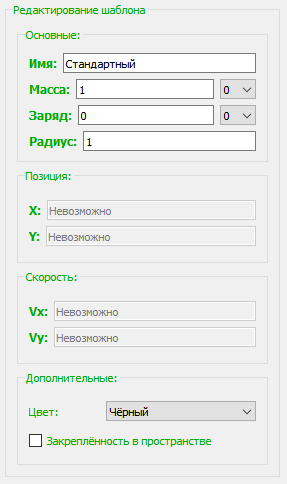 Редактирование шаблона
Основные:
Имя: Стандартный
Масса: 1 0
Заряд: 0 0
Радиус: 1
Позиция:
X: Невозможно
Y: Невозможно
Скорость:
Vx: Невозможно
Vy: Невозможно
Дополнительные:
Цвет: Чёрный
Закреплённость в пространстве